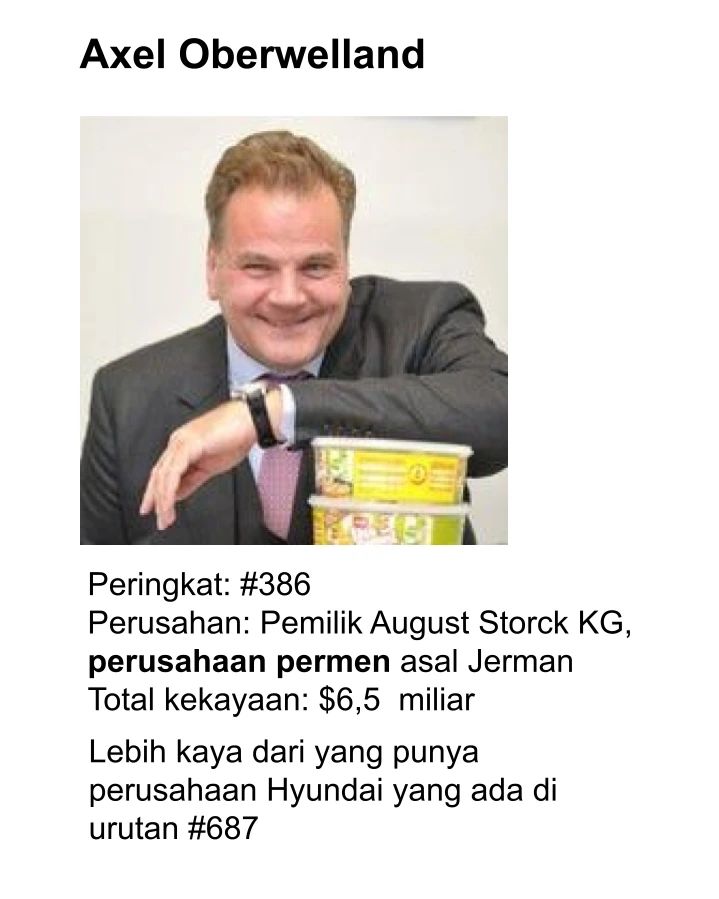 Axel Oberwelland
Peringkat: #386
Perusahan: Pemilik August Storck KG,
perusahaan permen asal Jerman
Total kekayaan: $6,5  miliar
Lebih kaya dari yang punya
perusahaan Hyundai yang ada di
urutan #687